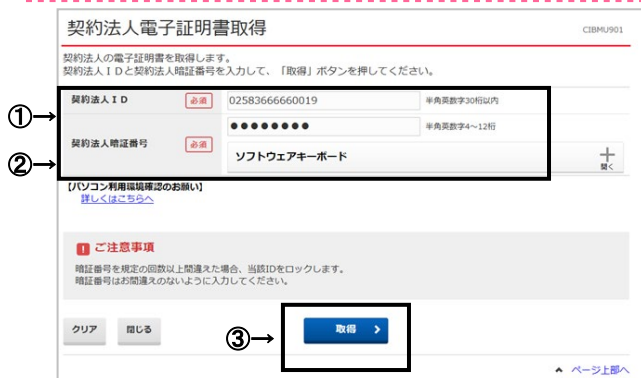 契約法人電子証明書取得
CIBMU901
契約法人の電子証明書を取得します。
契約法人ＩＤと契約法人暗証番号を入力して、「取得」ボタンを押してください。
契約法人ＩＤ 必須 02583666660019 半角英数字30桁以内
①→
●●●●●●●● 半角英数字4～12桁
契約法人暗証番号 必須
②→
ソフトウェアキーボード
開く
【パソコン利用環境確認のお願い】
詳しくはこちらへ
! ご注意事項
暗証番号を規定の回数以上間違えた場合、当該IDをロックします。
暗証番号はお間違えのないように入力してください。
クリア 閉じる ③→ 取得
ページ上部へ